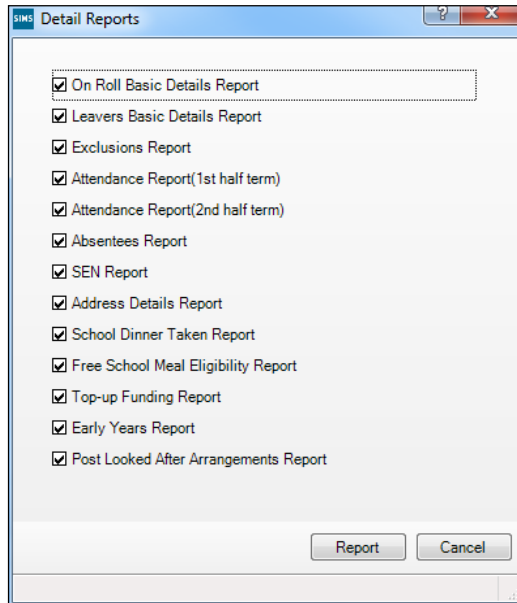 SIMS Detail Reports ? X
On Roll Basic Details Report
Leavers Basic Details Report
Exclusions Report
Attendance Report(1st half term)
Attendance Report(2nd half term)
Absentees Report
SEN Report
Address Details Report
School Dinner Taken Report
Free School Meal Eligibility Report
Top-up Funding Report
Early Years Report
Post Looked After Arrangements Report
Report Cancel